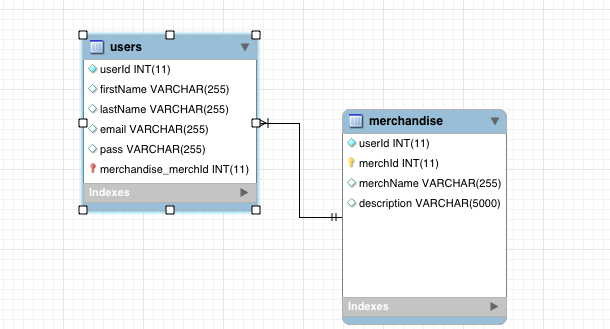 users
userId INT(11)
firstName VARCHAR(255)
lastName VARCHAR(255)
email VARCHAR(255)
pass VARCHAR(255)
merchandise_merchId INT(11)
Indexes
merchandise
userId INT(11)
merchId INT(11)
merchName VARCHAR(255)
description VARCHAR(5000)
Indexes